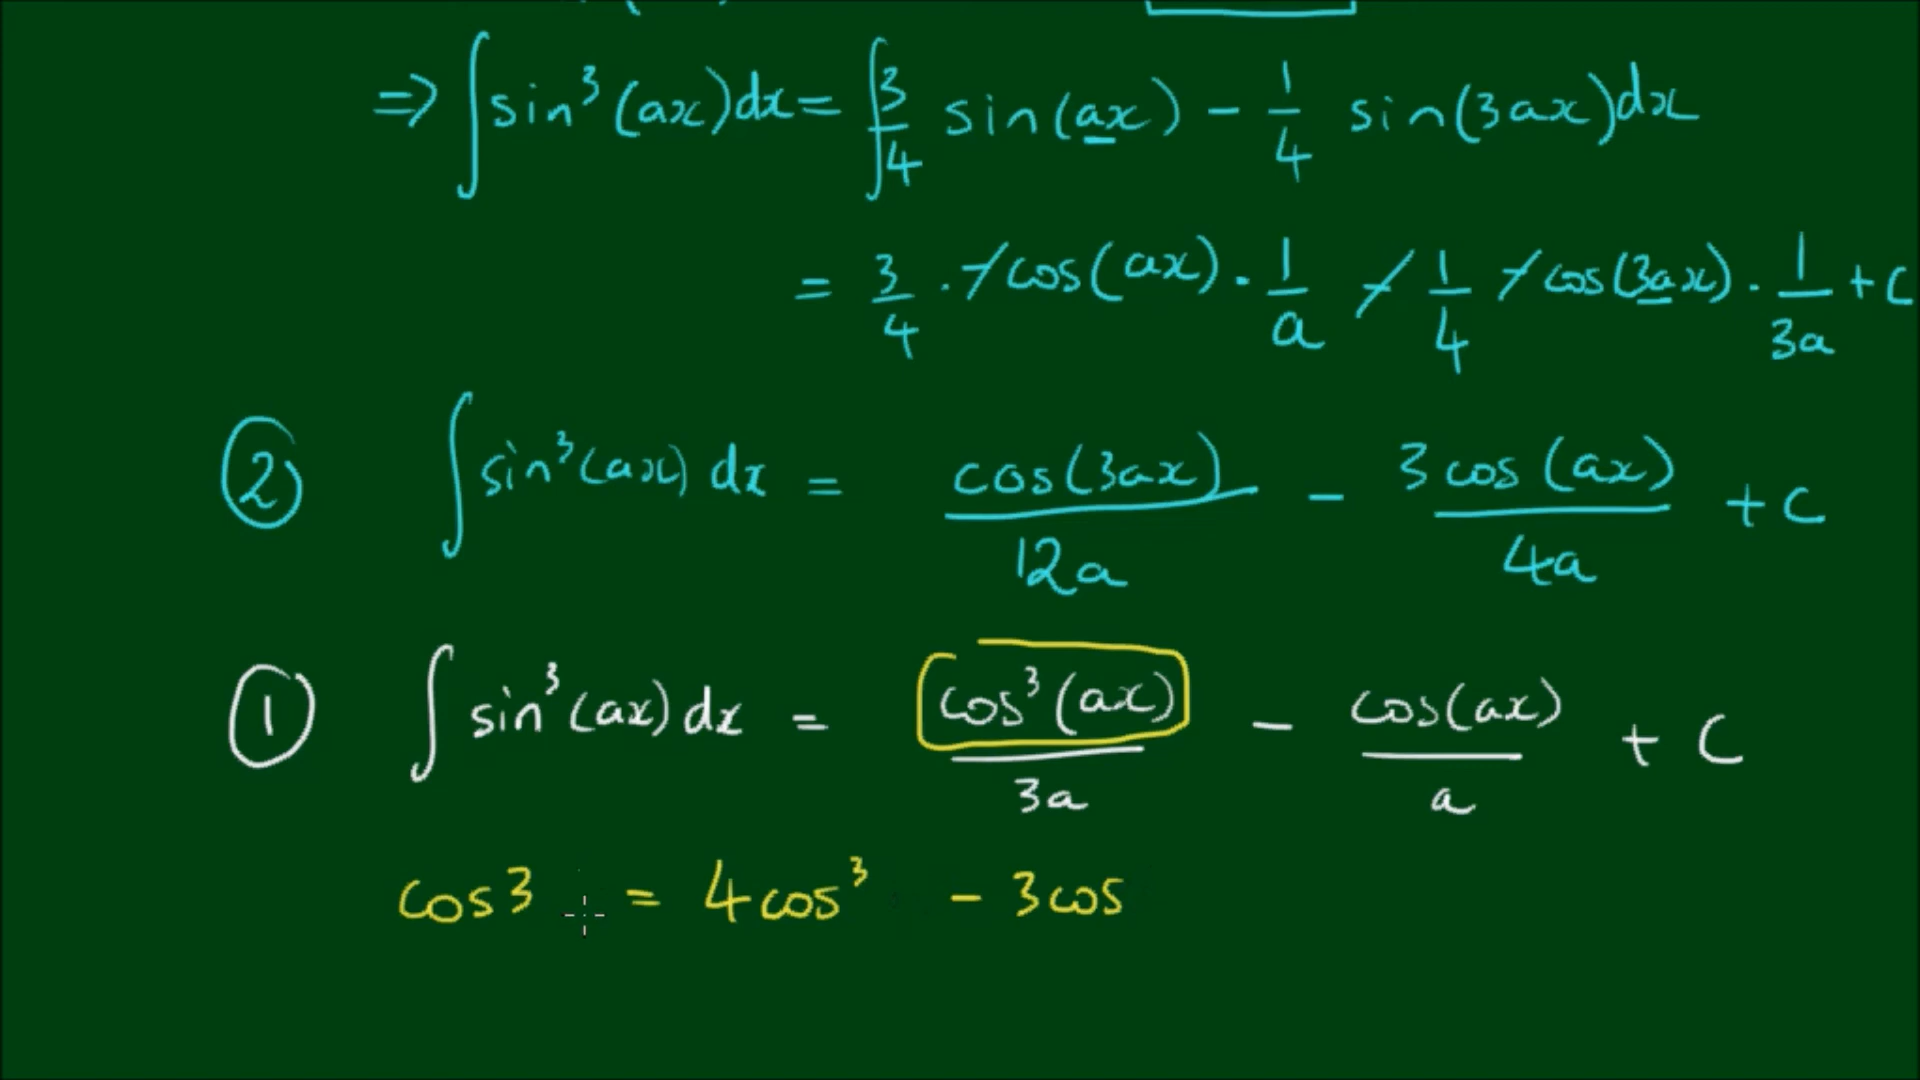 ⇒ ∫ sin³(ax)dx = ∫ 3/4 sin(ax) − 1/4 sin(3ax)dx
= 3/4 · −cos(ax) · 1/a − 1/4 · −cos(3ax) · 1/3a + C
② ∫ sin³(ax) dx = cos(3ax)/12a − 3cos(ax)/4a + C
① ∫ sin³(ax) dx = cos³(ax)/3a − cos(ax)/a + C
cos3 = 4cos³ − 3cos